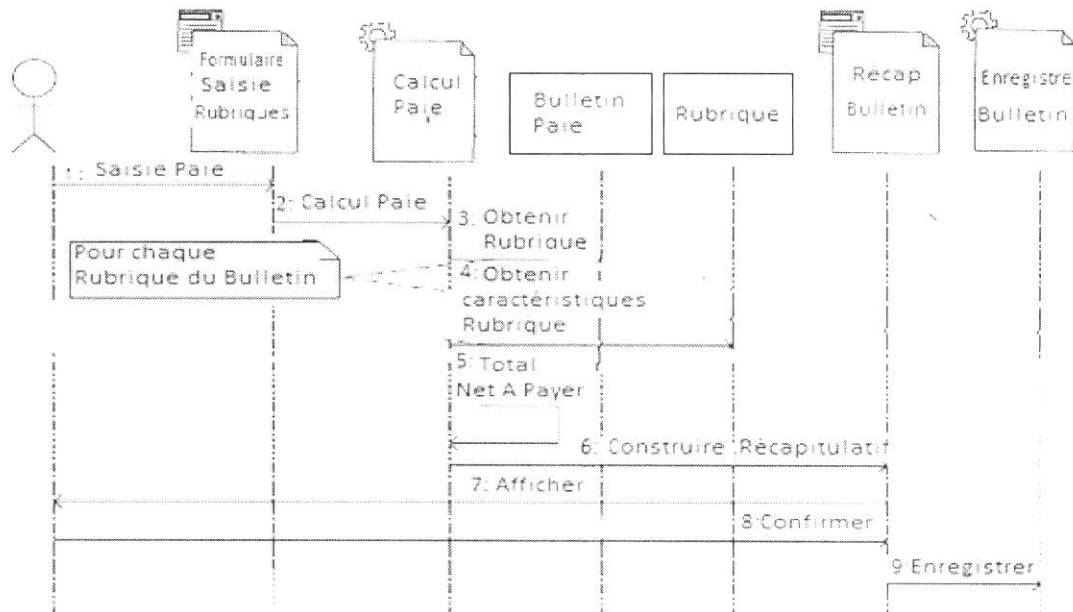 Formulaire
Saisie
Rubriques
Calcul
Paie
Bulletin
Paie
Rubrique
Récap
Bulletin
Enregistre
Bulletin
1: Saisie Paie
2: Calcul Paie
3: Obtenir
Rubrique
Pour chaque
Rubrique du Bulletin
4: Obtenir
caractéristiques
Rubrique
5: Total
Net A Payer
6: Construire Récapitulatif
7: Afficher
8:Confirmer
9:Enregistrer